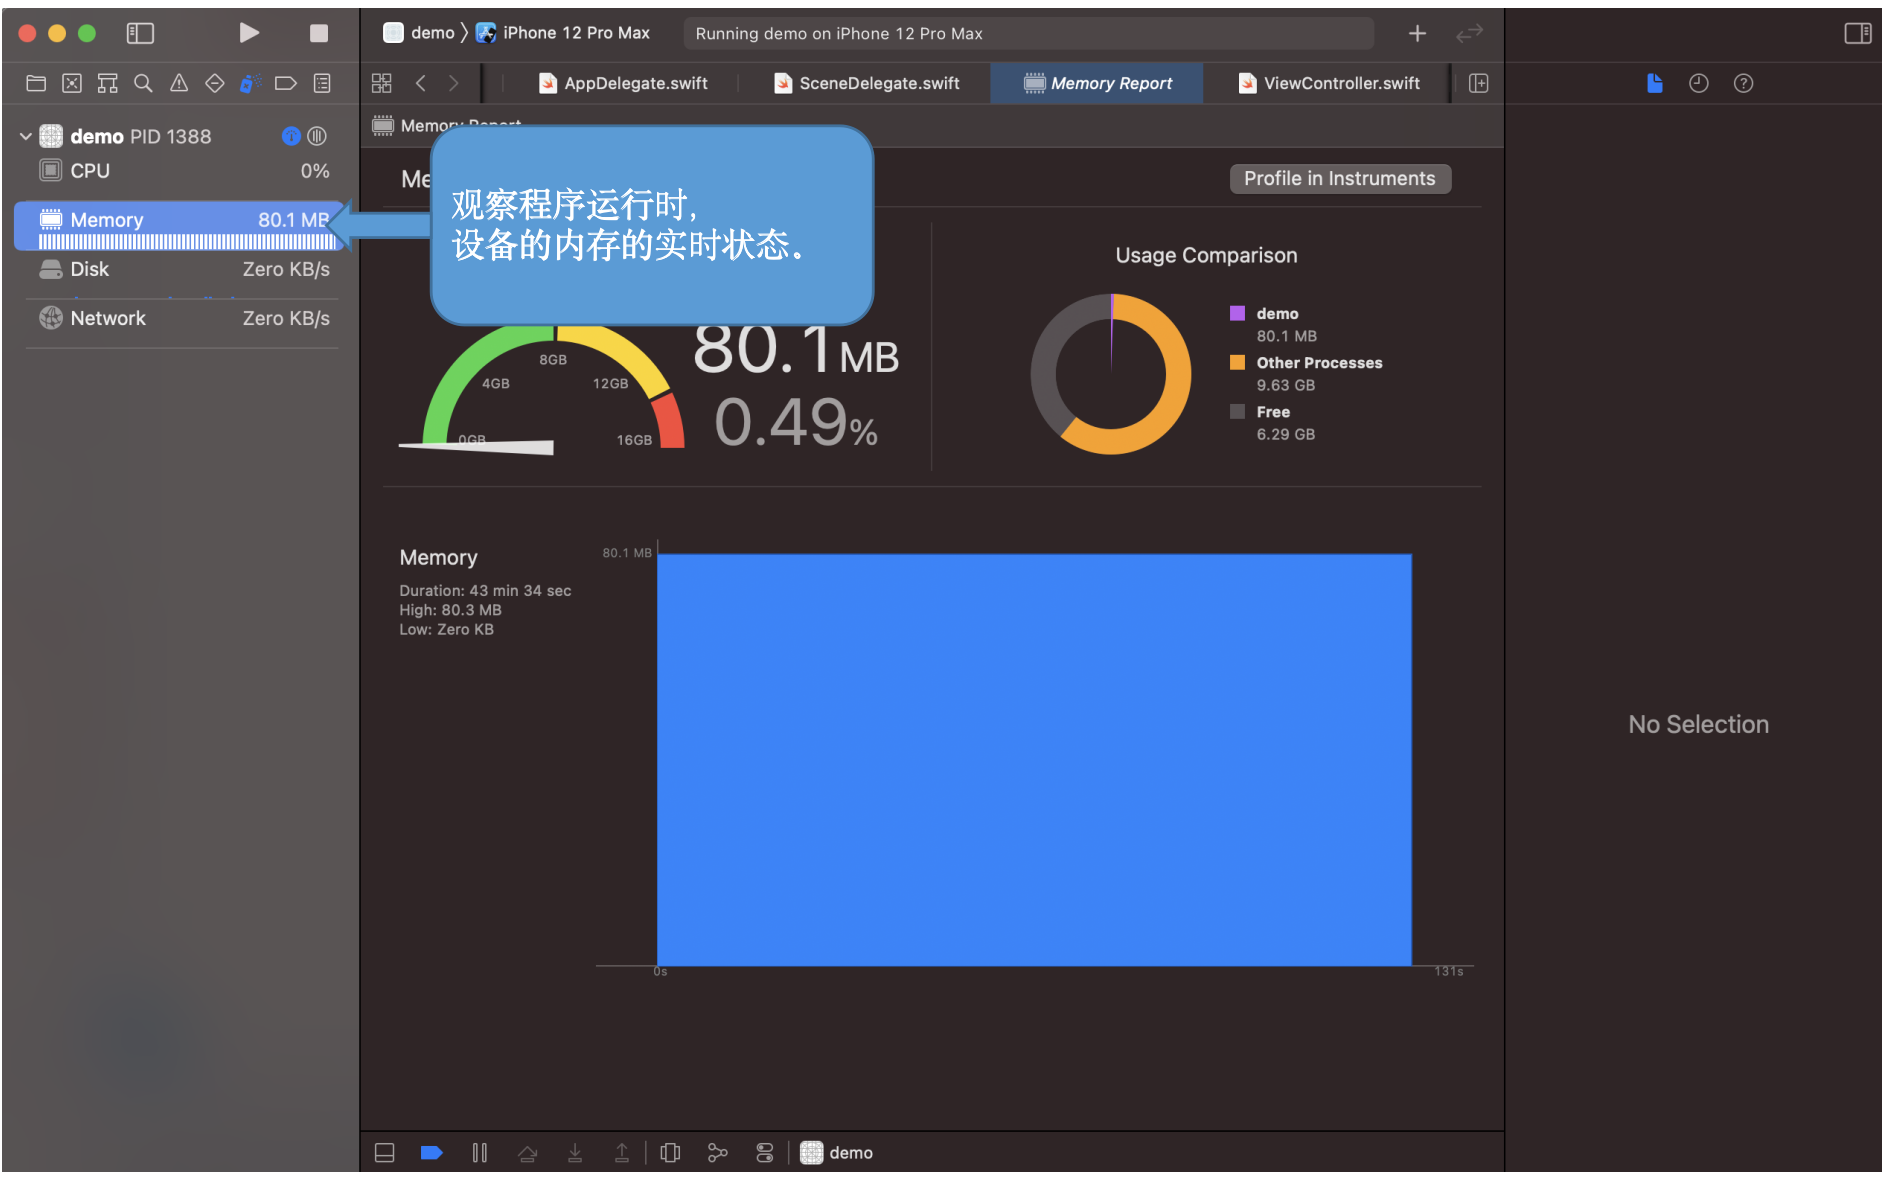 demo 〉 iPhone 12 Pro Max
Running demo on iPhone 12 Pro Max
AppDelegate.swift
SceneDelegate.swift
Memory Report
ViewController.swift
demo PID 1388
CPU 0%
Memory 80.1 MB
Disk Zero KB/s
Network Zero KB/s
Memory Report
Profile in Instruments
观察程序运行时,
设备的内存的实时状态。
0GB
4GB
8GB
12GB
16GB
80.1MB
0.49%
Usage Comparison
demo
80.1 MB
Other Processes
9.63 GB
Free
6.29 GB
Memory
Duration: 43 min 34 sec
High: 80.3 MB
Low: Zero KB
80.1 MB
0s
131s
No Selection
demo